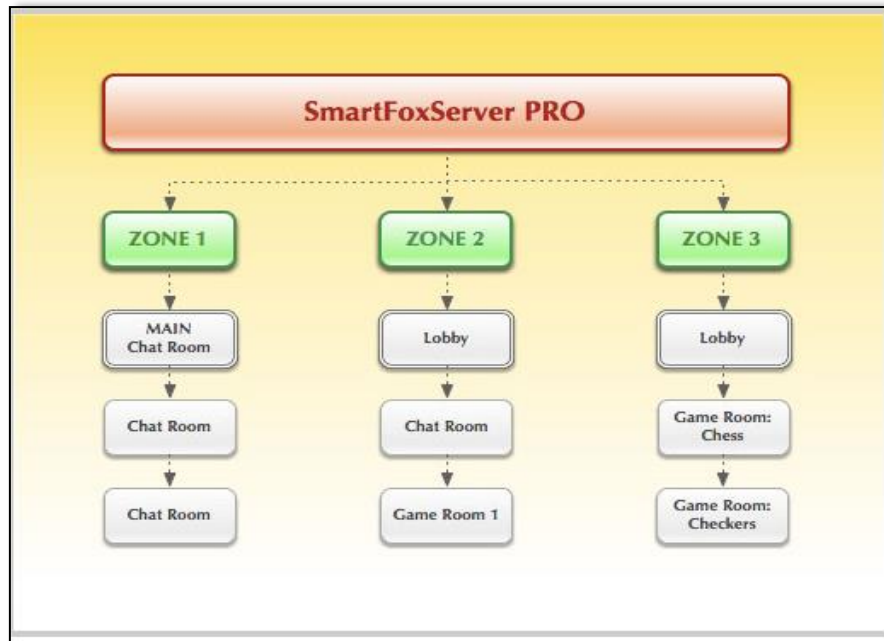 SmartFoxServer PRO
ZONE 1
ZONE 2
ZONE 3
MAIN
Chat Room
Lobby
Lobby
Chat Room
Chat Room
Game Room:
Chess
Chat Room
Game Room 1
Game Room:
Checkers